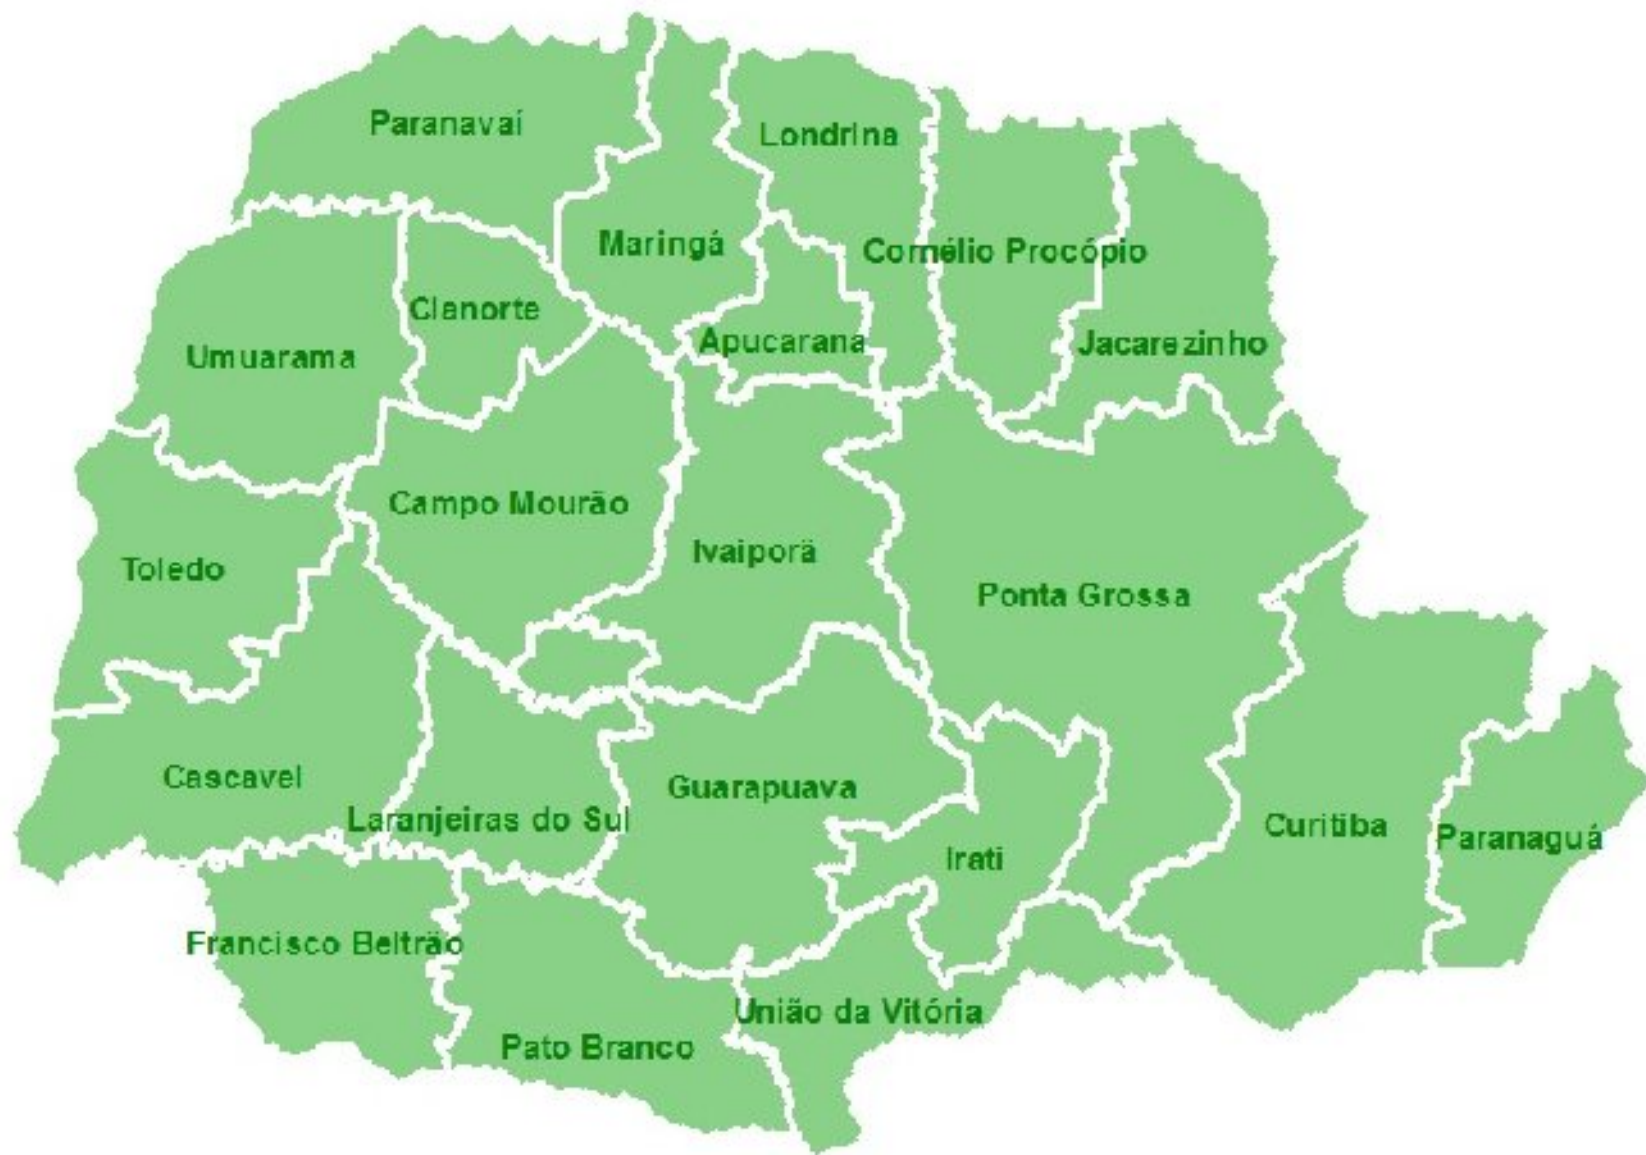 Paranavaí
Londrina
Maringá
Cornélio Procópio
Cianorte
Umuarama
Apucarana
Jacarezinho
Campo Mourão
Ivaiporã
Toledo
Ponta Grossa
Cascavel
Guarapuava
Laranjeiras do Sul
Curitiba
Paranaguá
Irati
Francisco Beltrão
União da Vitória
Pato Branco